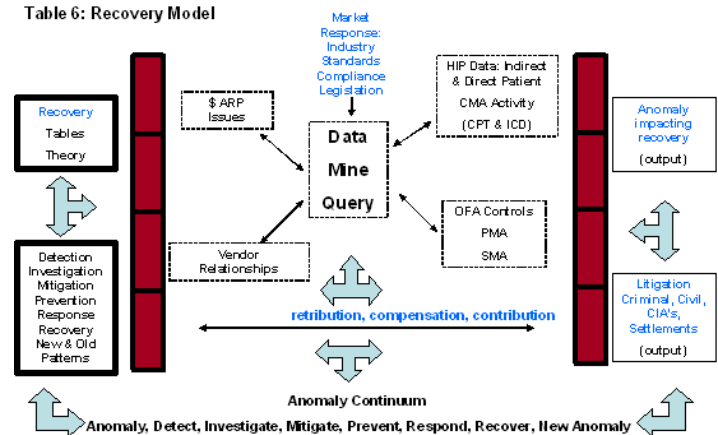 Table 6: Recovery Model
Market
Response:
Industry
Standards
Compliance
Legislation
Recovery
Tables
Theory
$ ARP
Issues
Data
Mine
Query
HIP Data: Indirect
& Direct Patient
CMA Activity
(CPT & ICD)
Anomaly
impacting
recovery
(output)
Detection
Investigation
Mitigation
Prevention
Response
Recovery
New & Old
Patterns
Vendor
Relationships
OFA Controls
PMA
SMA
Litigation
Criminal, Civil,
CIA's,
Settlements
(output)
retribution, compensation, contribution
Anomaly Continuum
Anomaly, Detect, Investigate, Mitigate, Prevent, Respond, Recover, New Anomaly